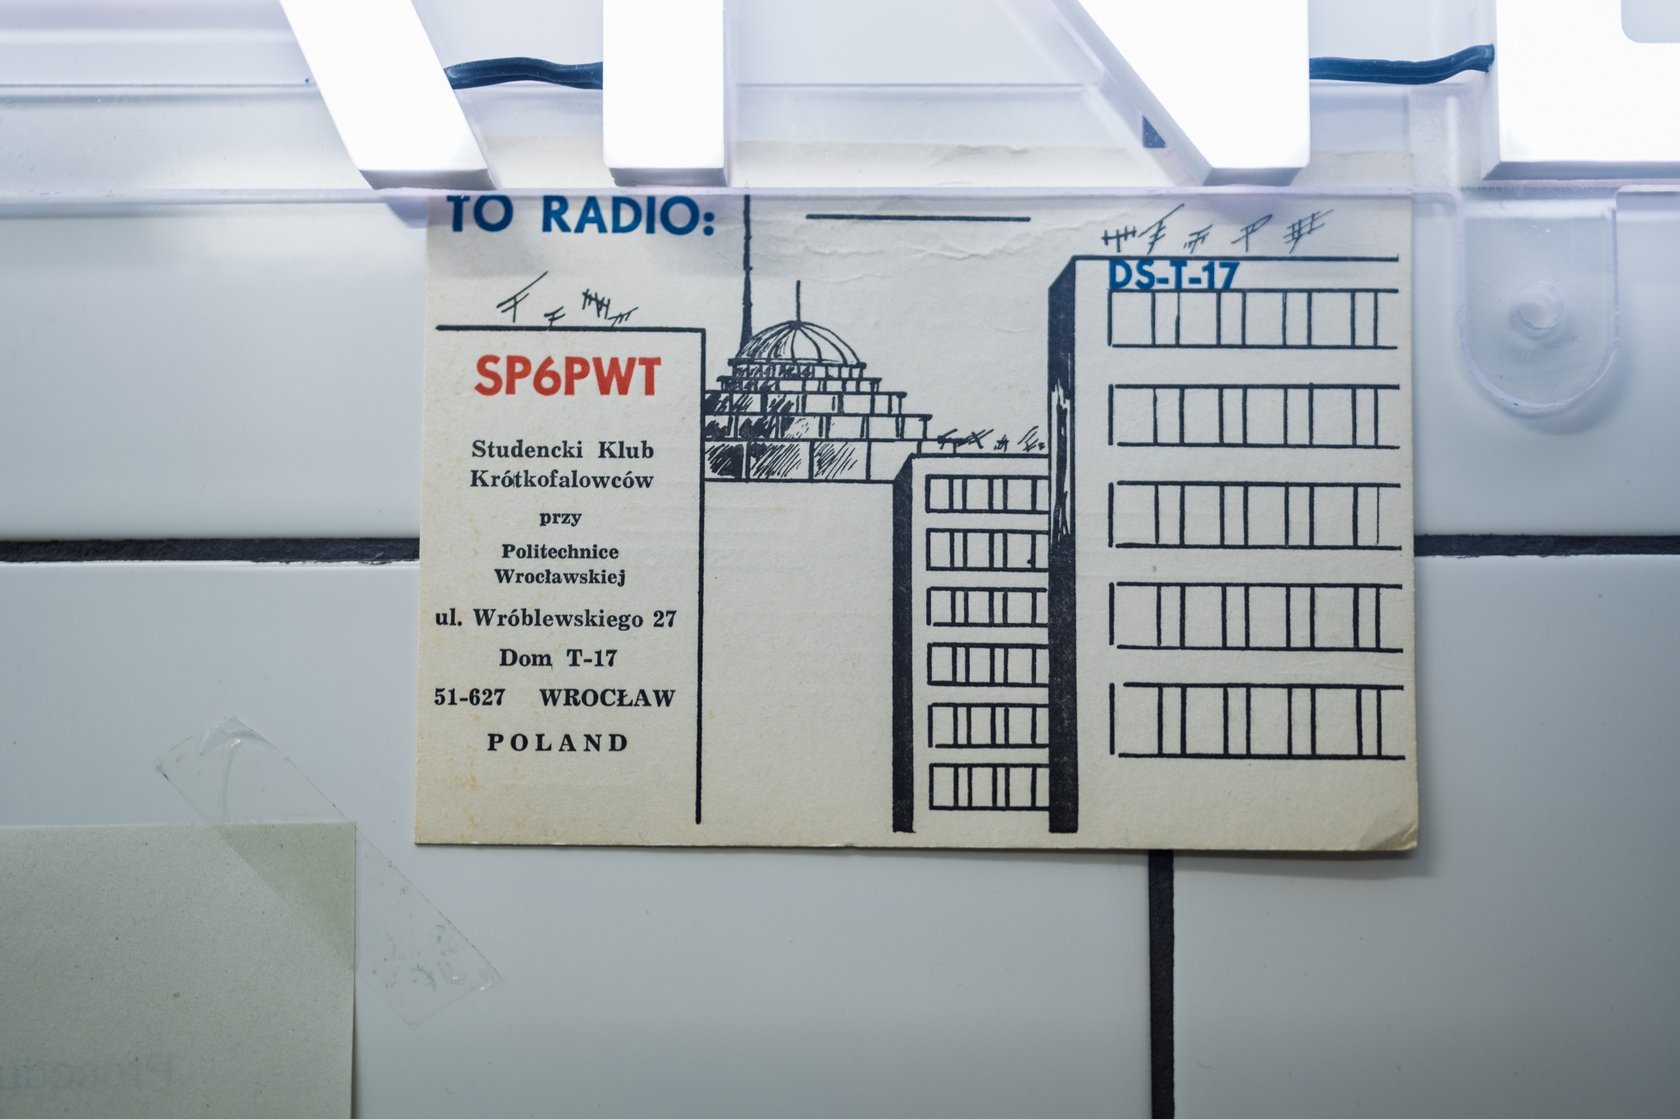 TO RADIO:
DS-T-17
SP6PWT
Studencki Klub
Krótkofalowców
przy
Politechnice
Wrocławskiej
ul. Wróblewskiego 27
Dom T-17
51-627 WROCŁAW
POLAND